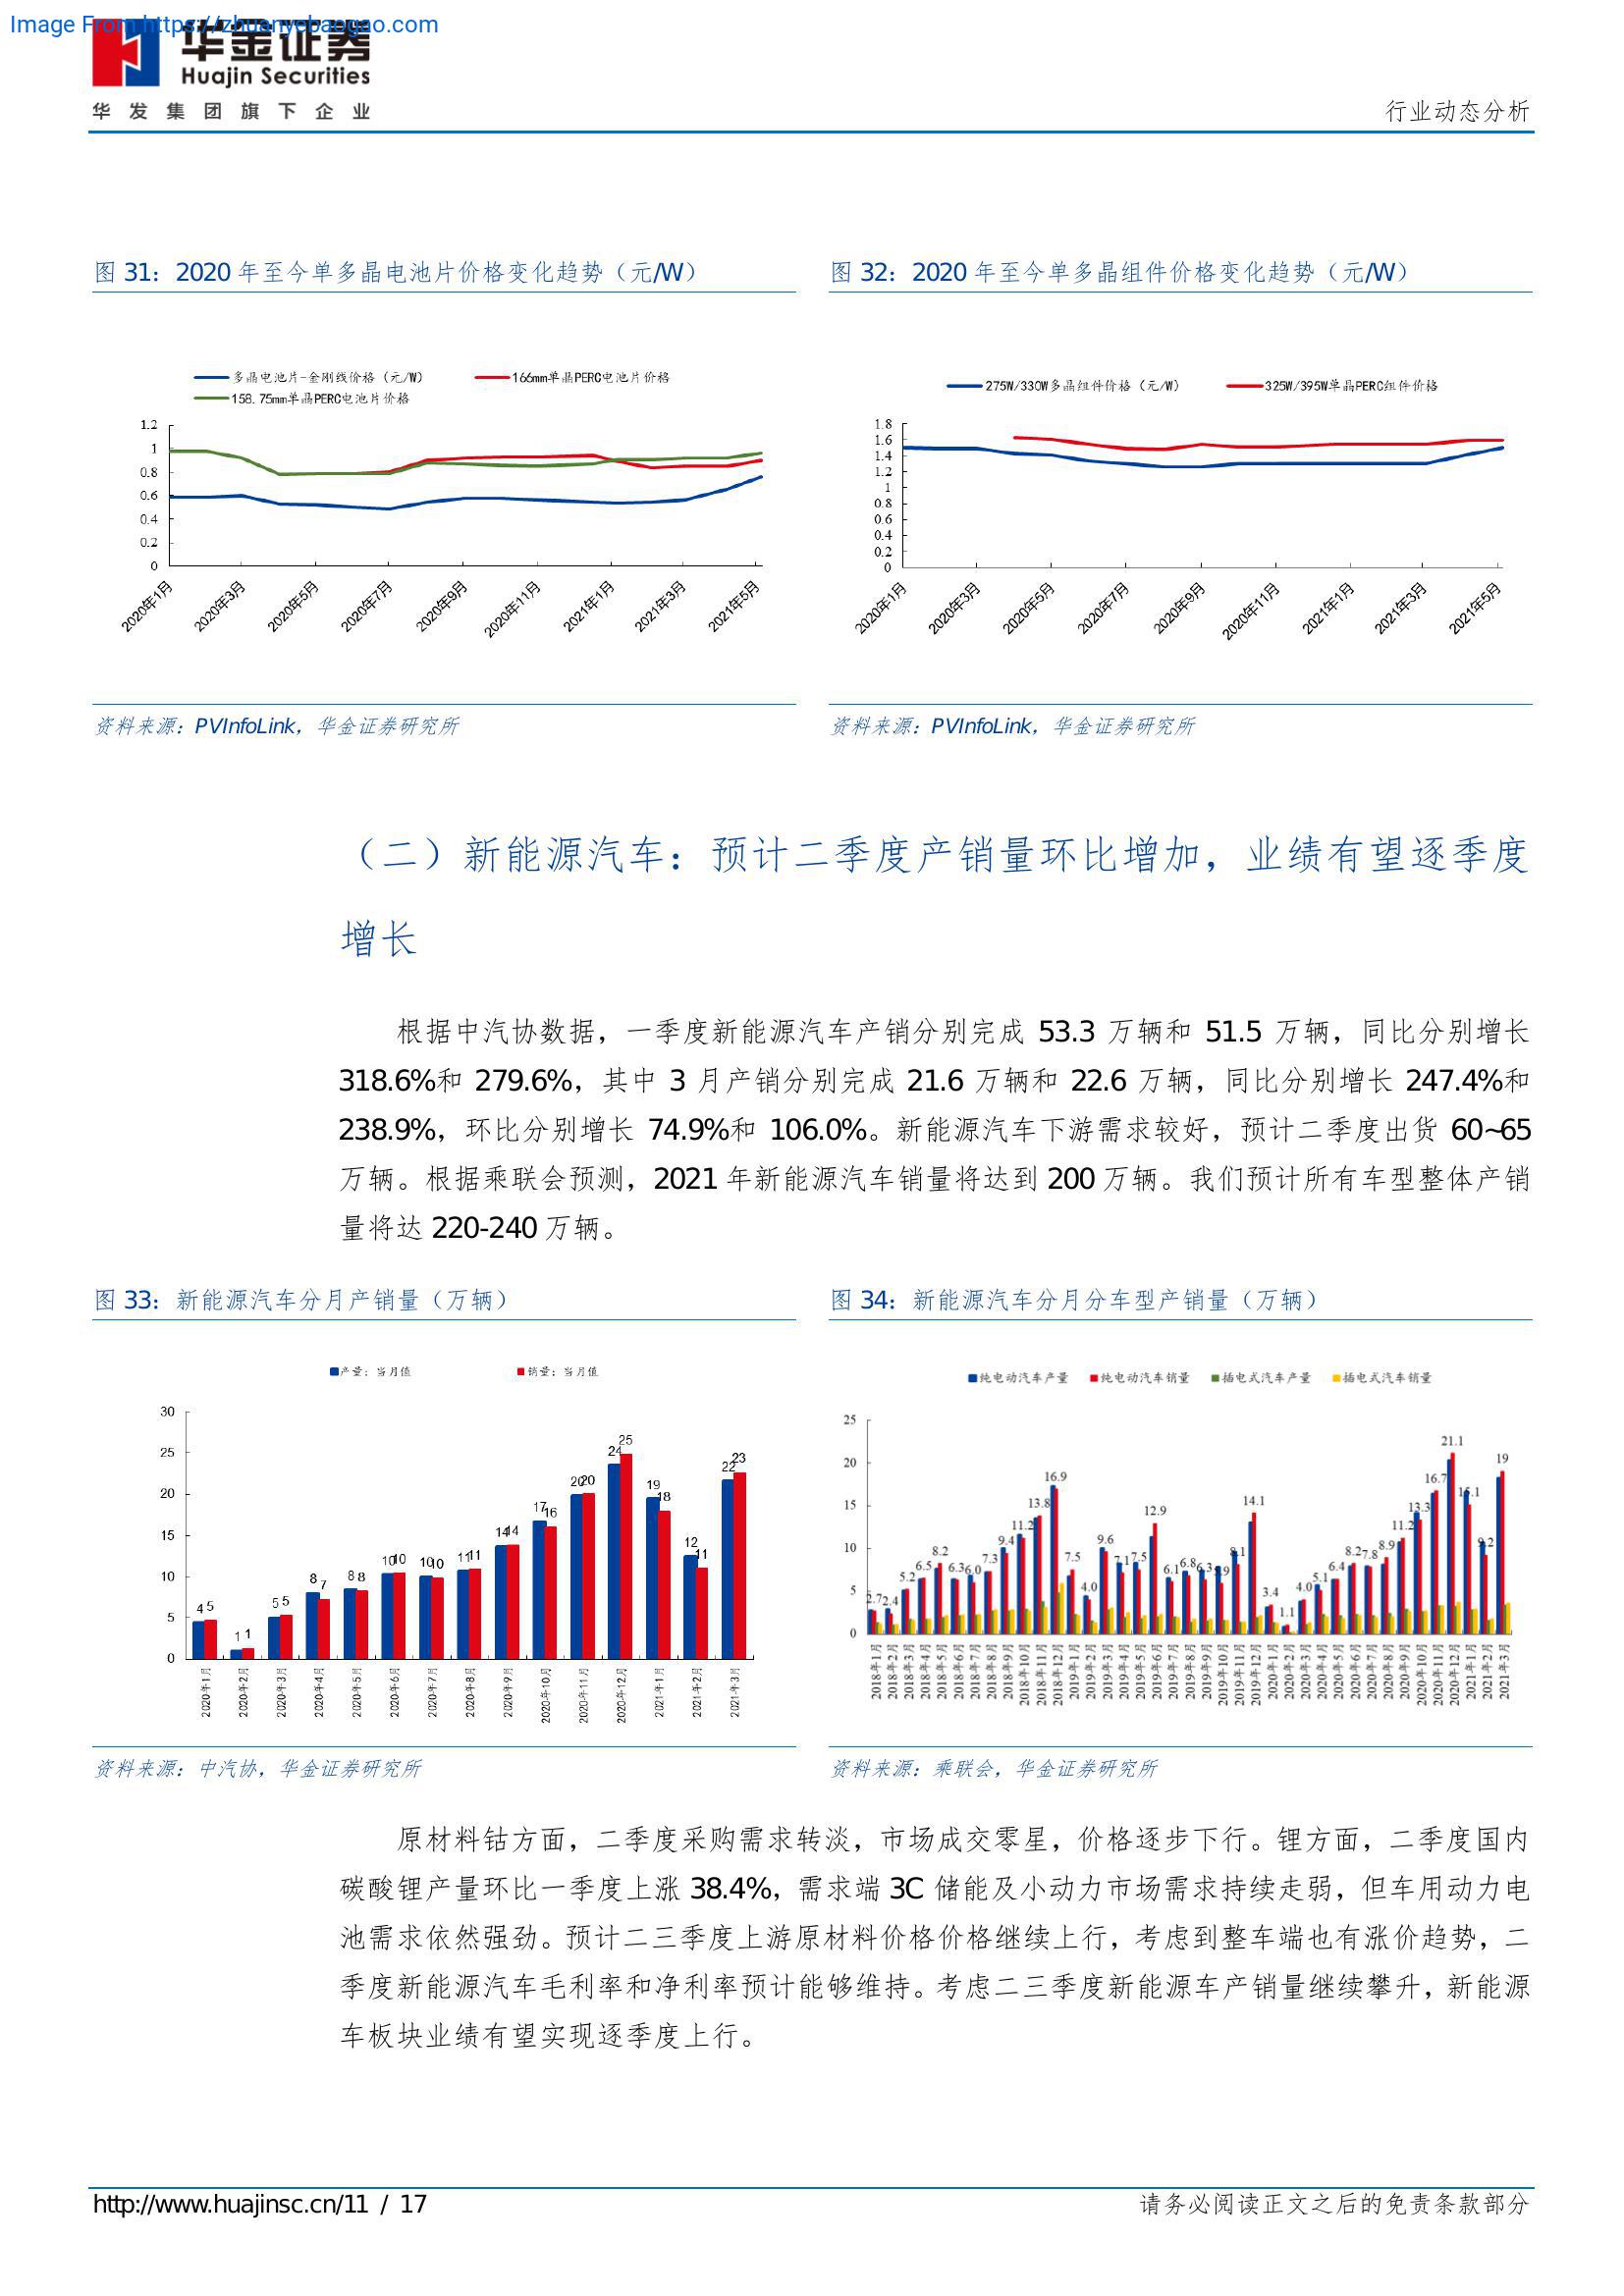 Image From https://zhuanyebaogao.com
华金证券
Huajin Securities
华发集团旗下企业
行业动态分析
图 31：2020 年至今单多晶电池片价格变化趋势（元/W）
多晶电池片-金刚线价格（元/W）
166mm单晶PERC电池片价格
158.75mm单晶PERC电池片价格
1.2
1
0.8
0.6
0.4
0.2
0
2020年1月
2020年3月
2020年5月
2020年7月
2020年9月
2020年11月
2021年1月
2021年3月
2021年5月
资料来源：PVInfoLink，华金证券研究所
图 32：2020 年至今单多晶组件价格变化趋势（元/W）
275W/330W多晶组件价格（元/W）
325W/395W单晶PERC组件价格
1.8
1.6
1.4
1.2
1
0.8
0.6
0.4
0.2
0
2020年1月
2020年3月
2020年5月
2020年7月
2020年9月
2020年11月
2021年1月
2021年3月
2021年5月
资料来源：PVInfoLink，华金证券研究所
（二）新能源汽车：预计二季度产销量环比增加，业绩有望逐季度
增长
根据中汽协数据，一季度新能源汽车产销分别完成 53.3 万辆和 51.5 万辆，同比分别增长
318.6%和 279.6%，其中 3 月产销分别完成 21.6 万辆和 22.6 万辆，同比分别增长 247.4%和
238.9%，环比分别增长 74.9%和 106.0%。新能源汽车下游需求较好，预计二季度出货 60~65
万辆。根据乘联会预测，2021 年新能源汽车销量将达到 200 万辆。我们预计所有车型整体产销
量将达 220-240 万辆。
图 33：新能源汽车分月产销量（万辆）
产量：当月值
销量：当月值
30
25
20
15
10
5
0
4 5
1 1
5 5
8 7
8 8
10 10
10 10
11 11
14 14
17 16
20 20
24 25
19 18
12 11
22 23
2020年1月
2020年2月
2020年3月
2020年4月
2020年5月
2020年6月
2020年7月
2020年8月
2020年9月
2020年10月
2020年11月
2020年12月
2021年1月
2021年2月
2021年3月
资料来源：中汽协，华金证券研究所
图 34：新能源汽车分月分车型产销量（万辆）
纯电动汽车产量
纯电动汽车销量
插电式汽车产量
插电式汽车销量
25
20
15
10
5
0
2.7
2.4
5.2
6.5
8.2
6.3
6.0
7.3
9.4
11.2
13.8
16.9
7.5
4.0
9.6
7.1
7.5
12.9
6.1
6.8
6.3
5.9
8.1
14.1
3.4
1.1
4.0
5.1
6.4
8.2
7.8
8.9
11.2
13.3
16.7
21.1
15.1
9.2
19
2018年1月
2018年2月
2018年3月
2018年4月
2018年5月
2018年6月
2018年7月
2018年8月
2018年9月
2018年10月
2018年11月
2018年12月
2019年1月
2019年2月
2019年3月
2019年4月
2019年5月
2019年6月
2019年7月
2019年8月
2019年9月
2019年10月
2019年11月
2019年12月
2020年1月
2020年2月
2020年3月
2020年4月
2020年5月
2020年6月
2020年7月
2020年8月
2020年9月
2020年10月
2020年11月
2020年12月
2021年1月
2021年2月
2021年3月
资料来源：乘联会，华金证券研究所
原材料钴方面，二季度采购需求转淡，市场成交零星，价格逐步下行。锂方面，二季度国内
碳酸锂产量环比一季度上涨 38.4%，需求端 3C 储能及小动力市场需求持续走弱，但车用动力电
池需求依然强劲。预计二三季度上游原材料价格价格继续上行，考虑到整车端也有涨价趋势，二
季度新能源汽车毛利率和净利率预计能够维持。考虑二三季度新能源车产销量继续攀升，新能源
车板块业绩有望实现逐季度上行。
http://www.huajinsc.cn/11 / 17
请务必阅读正文之后的免责条款部分